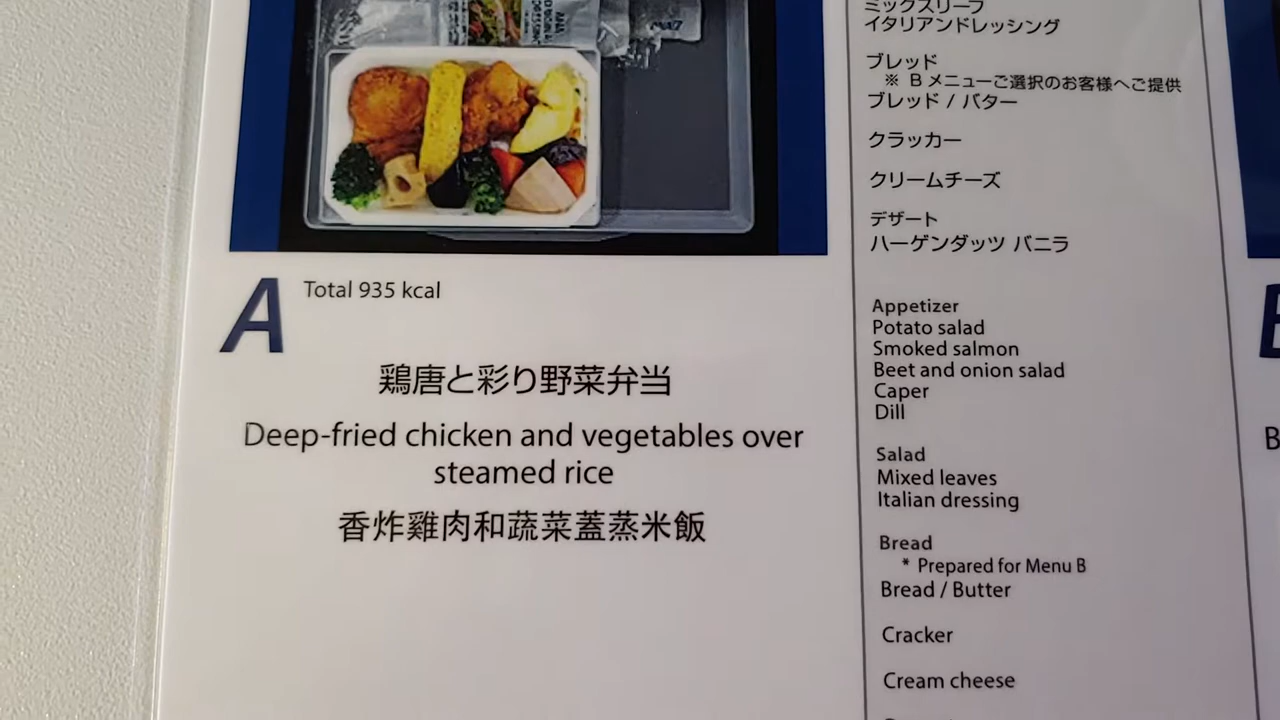 A
Total 935 kcal
鶏唐と彩り野菜弁当
Deep-fried chicken and vegetables over
steamed rice
香炸雞肉和蔬菜蓋蒸米飯
ミックスリーフ
イタリアンドレッシング
ブレッド
※ Bメニューご選択のお客様へご提供
ブレッド / バター
クラッカー
クリームチーズ
デザート
ハーゲンダッツ バニラ
Appetizer
Potato salad
Smoked salmon
Beet and onion salad
Caper
Dill
Salad
Mixed leaves
Italian dressing
Bread
* Prepared for Menu B
Bread / Butter
Cracker
Cream cheese
B